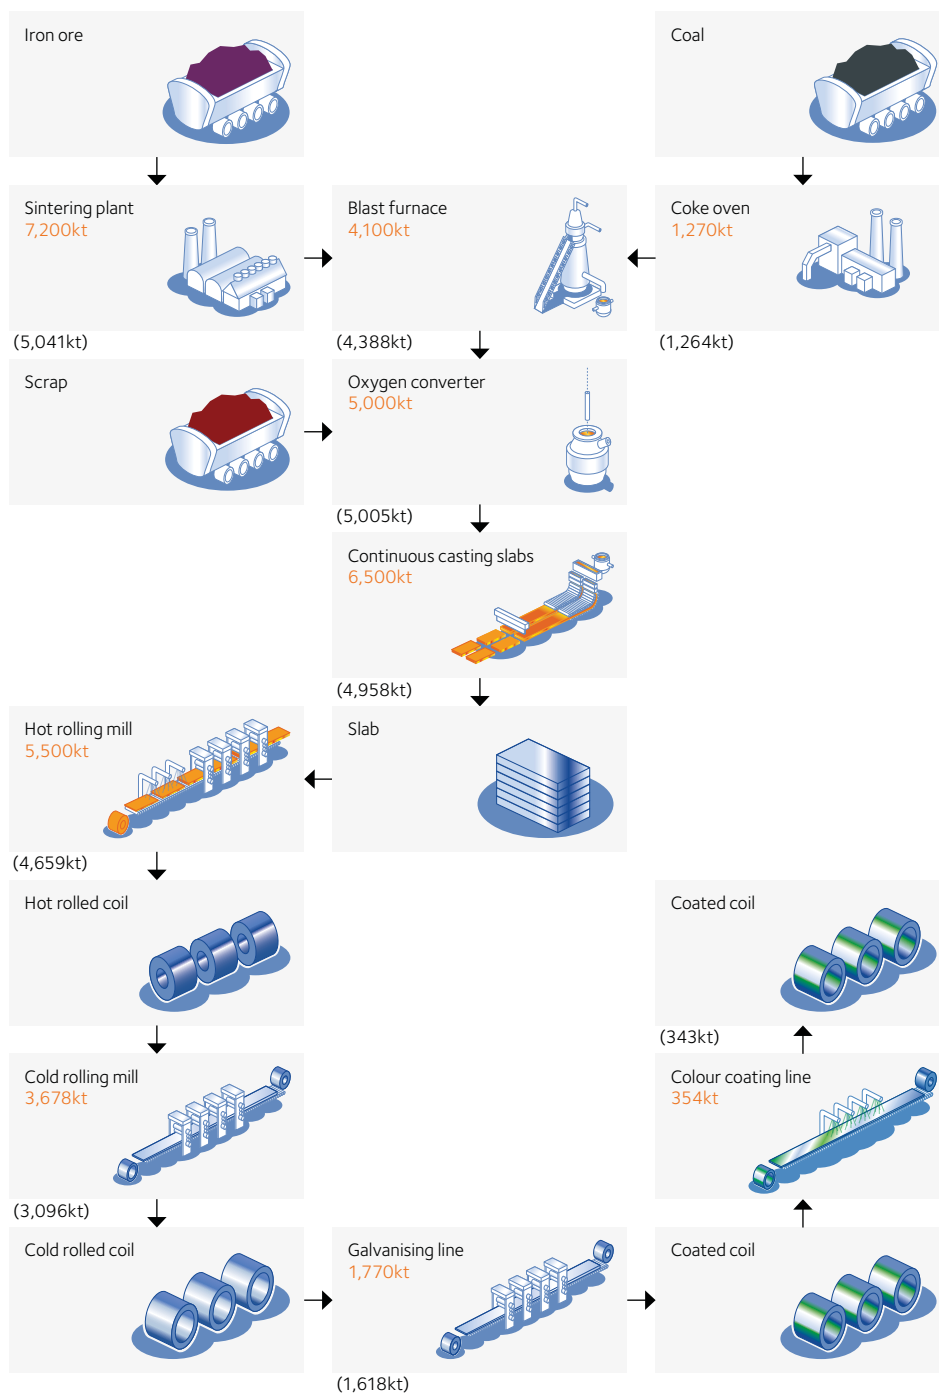 Iron ore
Coal
Sintering plant
7,200kt
Blast furnace
4,100kt
Coke oven
1,270kt
(5,041kt)
(4,388kt)
(1,264kt)
Scrap
Oxygen converter
5,000kt
(5,005kt)
Continuous casting slabs
6,500kt
(4,958kt)
Hot rolling mill
5,500kt
Slab
(4,659kt)
Hot rolled coil
Coated coil
(343kt)
Cold rolling mill
3,678kt
Colour coating line
354kt
(3,096kt)
Cold rolled coil
Galvanising line
1,770kt
Coated coil
(1,618kt)